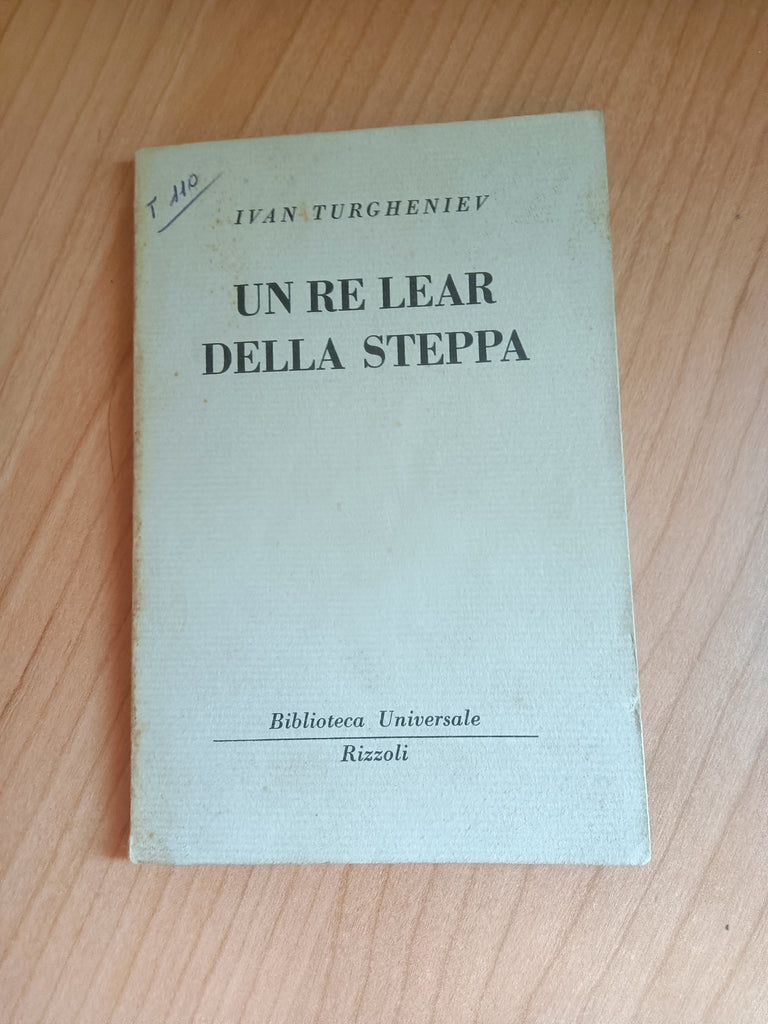 T 110
IVAN TURGHENIEV
UN RE LEAR
DELLA STEPPA
Biblioteca Universale
Rizzoli